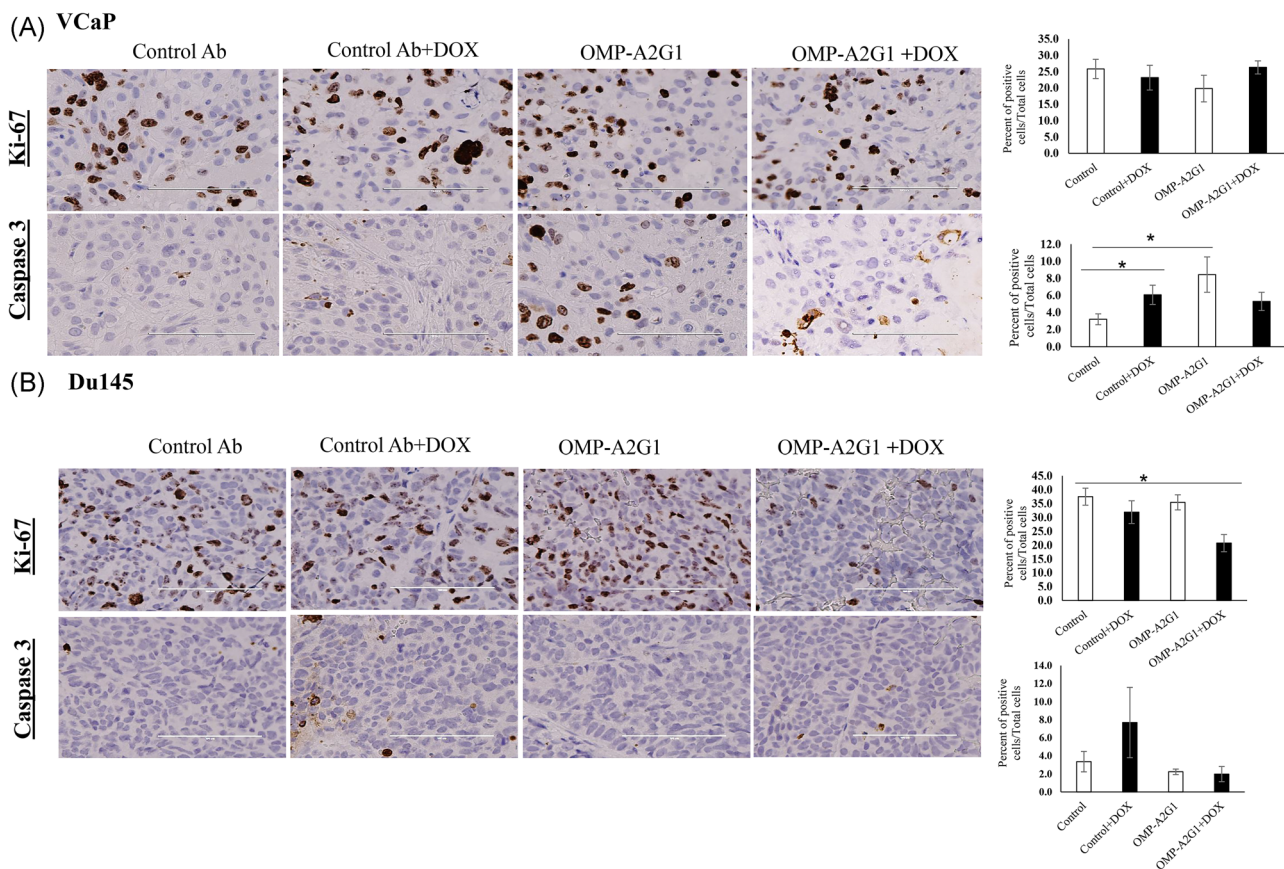 (A) VCaP
Control Ab
Control Ab+DOX
OMP-A2G1
OMP-A2G1 +DOX
Ki-67
Caspase 3
Percent of positive
cells/Total cells
35.0
30.0
25.0
20.0
15.0
10.0
5.0
0.0
Control
Control+DOX
OMP-A2G1
OMP-A2G1+DOX
Percent of positive
cells/Total cells
12.0
10.0
8.0
6.0
4.0
2.0
0.0
*
*
Control
Control+DOX
OMP-A2G1
OMP-A2G1+DOX
(B) Du145
Control Ab
Control Ab+DOX
OMP-A2G1
OMP-A2G1 +DOX
Ki-67
Caspase 3
Percent of positive
cells/Total cells
45.0
40.0
35.0
30.0
25.0
20.0
15.0
10.0
5.0
0.0
*
Control
Control+DOX
OMP-A2G1
OMP-A2G1+DOX
Percent of positive
cells/Total cells
14.0
12.0
10.0
8.0
6.0
4.0
2.0
0.0
Control
Control+DOX
OMP-A2G1
OMP-A2G1+DOX